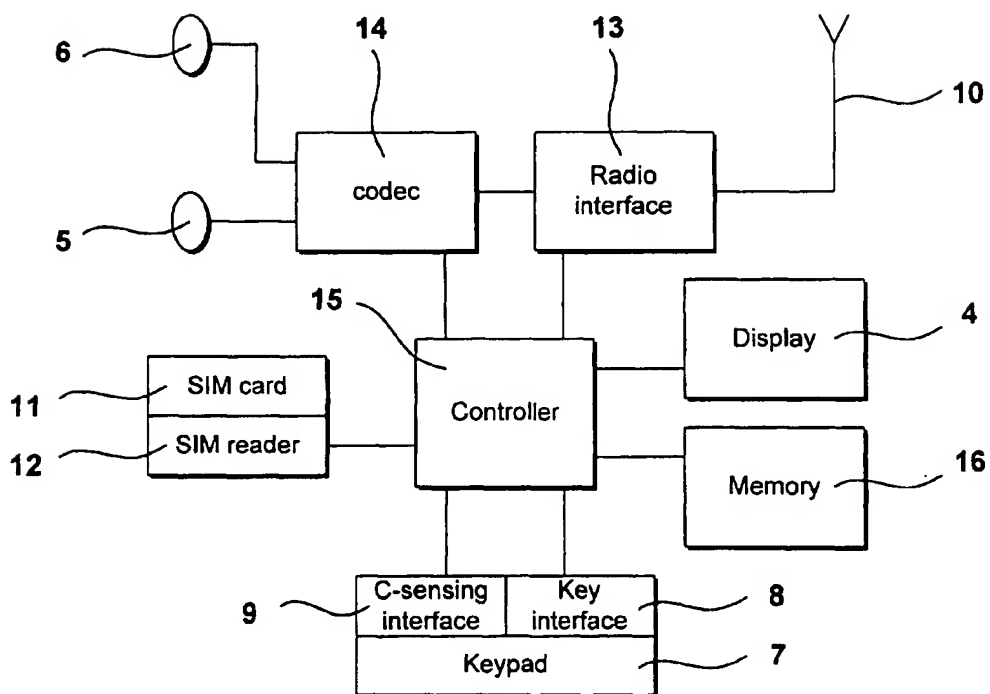 14
13
6
10
codec
Radio
interface
5
15
4
Display
SIM card
11
Controller
SIM reader
12
16
Memory
C-sensing
interface
Key
interface
9
8
Keypad
7